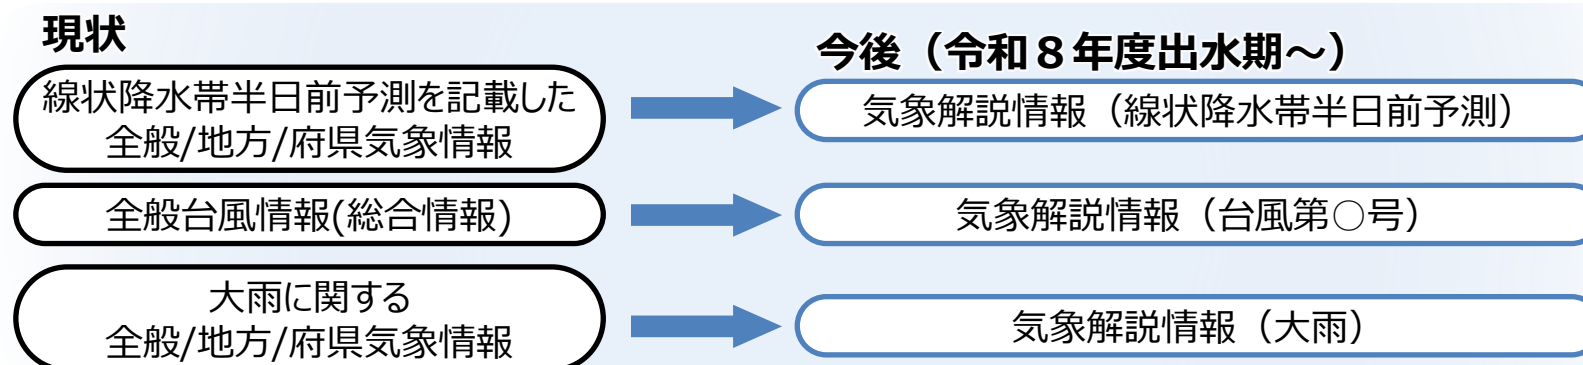 現状
今後（令和８年度出水期～）
線状降水帯半日前予測を記載した
全般/地方/府県気象情報
気象解説情報（線状降水帯半日前予測）
全般台風情報(総合情報)
気象解説情報（台風第○号）
大雨に関する
全般/地方/府県気象情報
気象解説情報（大雨）